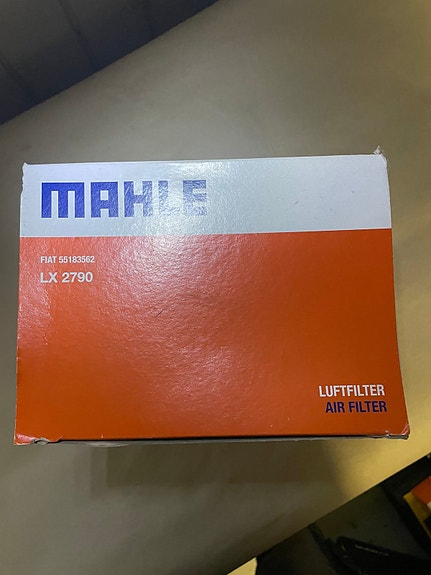 MAHLE
FIAT 55183562
LX 2790
LUFTFILTER
AIR FILTER